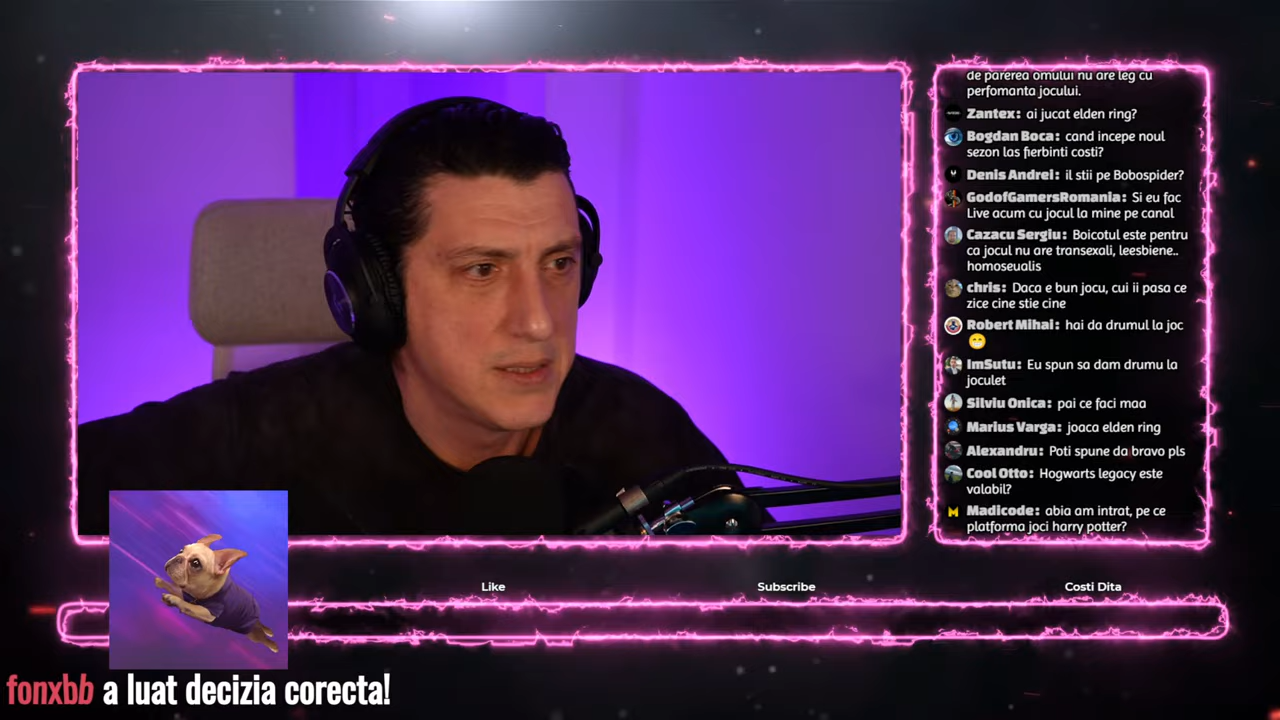 de parerea omului nu are leg cu
perfomanta jocului.
Zantex: ai jucat elden ring?
Bogdan Boca: cand incepe noul
sezon las fierbinti costi?
Denis Andrei: il stii pe Bobospider?
GodofGamersRomania: Si eu fac
Live acum cu jocul la mine pe canal
Cazacu Sergiu: Boicotul este pentru
ca jocul nu are transexali, leesbiene..
homoseualis
chris: Daca e bun jocu, cui ii pasa ce
zice cine stie cine
Robert Mihai: hai da drumul la joc
😁
ImSutu: Eu spun sa dam drumu la
joculet
Silviu Onica: pai ce faci maa
Marius Varga: joaca elden ring
Alexandru: Poti spune da bravo pls
Cool Otto: Hogwarts legacy este
valabil?
Madicode: abia am intrat, pe ce
platforma joci harry potter?
Like
Subscribe
Costi Dita
fonxbb a luat decizia corecta!